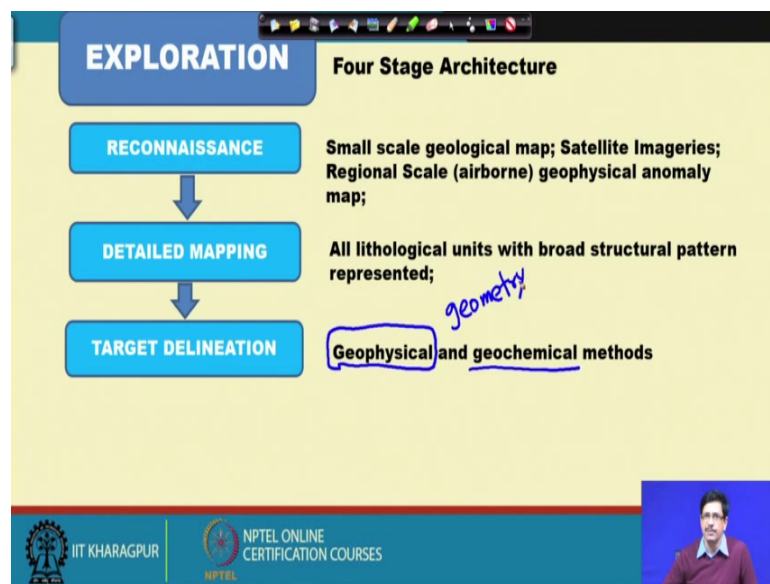 EXPLORATION
Four Stage Architecture
RECONNAISSANCE
Small scale geological map; Satellite Imageries;
Regional Scale (airborne) geophysical anomaly
map;
DETAILED MAPPING
All lithological units with broad structural pattern
represented;
geometry;
TARGET DELINEATION
Geophysical and geochemical methods
IIT KHARAGPUR
NPTEL
NPTEL ONLINE
CERTIFICATION COURSES